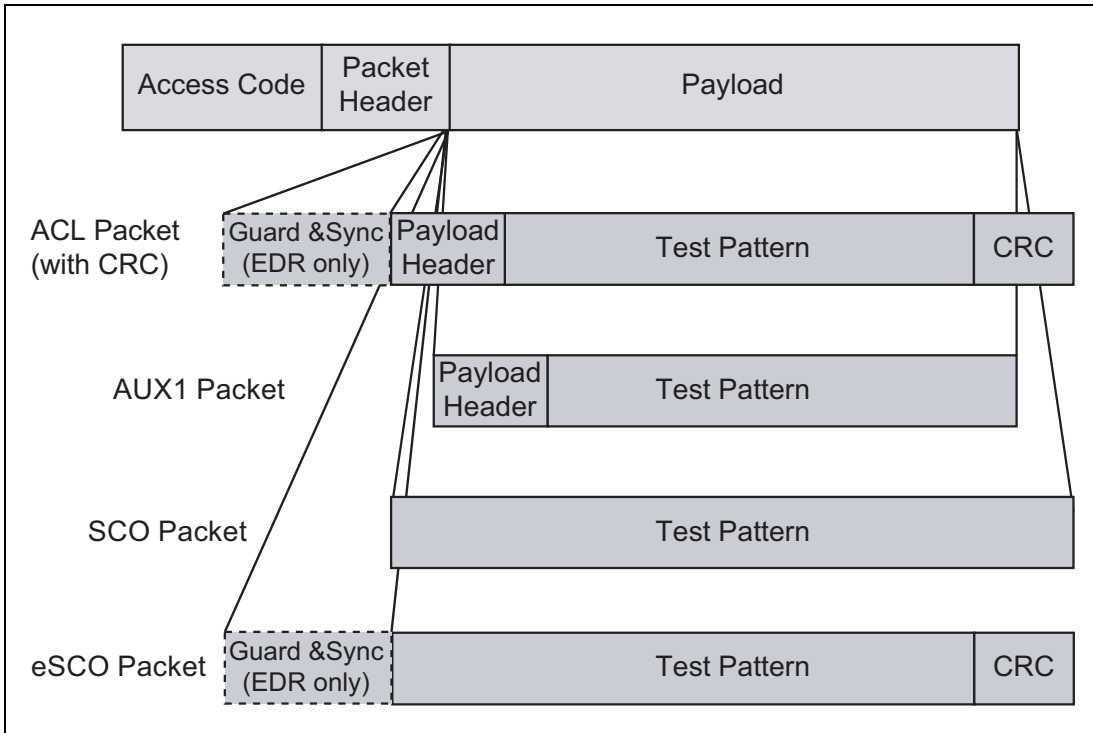 Access Code
Packet
Header
Payload
ACL Packet
(with CRC)
Guard &Sync
(EDR only)
Payload
Header
Test Pattern
CRC
AUX1 Packet
Payload
Header
Test Pattern
SCO Packet
Test Pattern
eSCO Packet
Guard &Sync
(EDR only)
Test Pattern
CRC